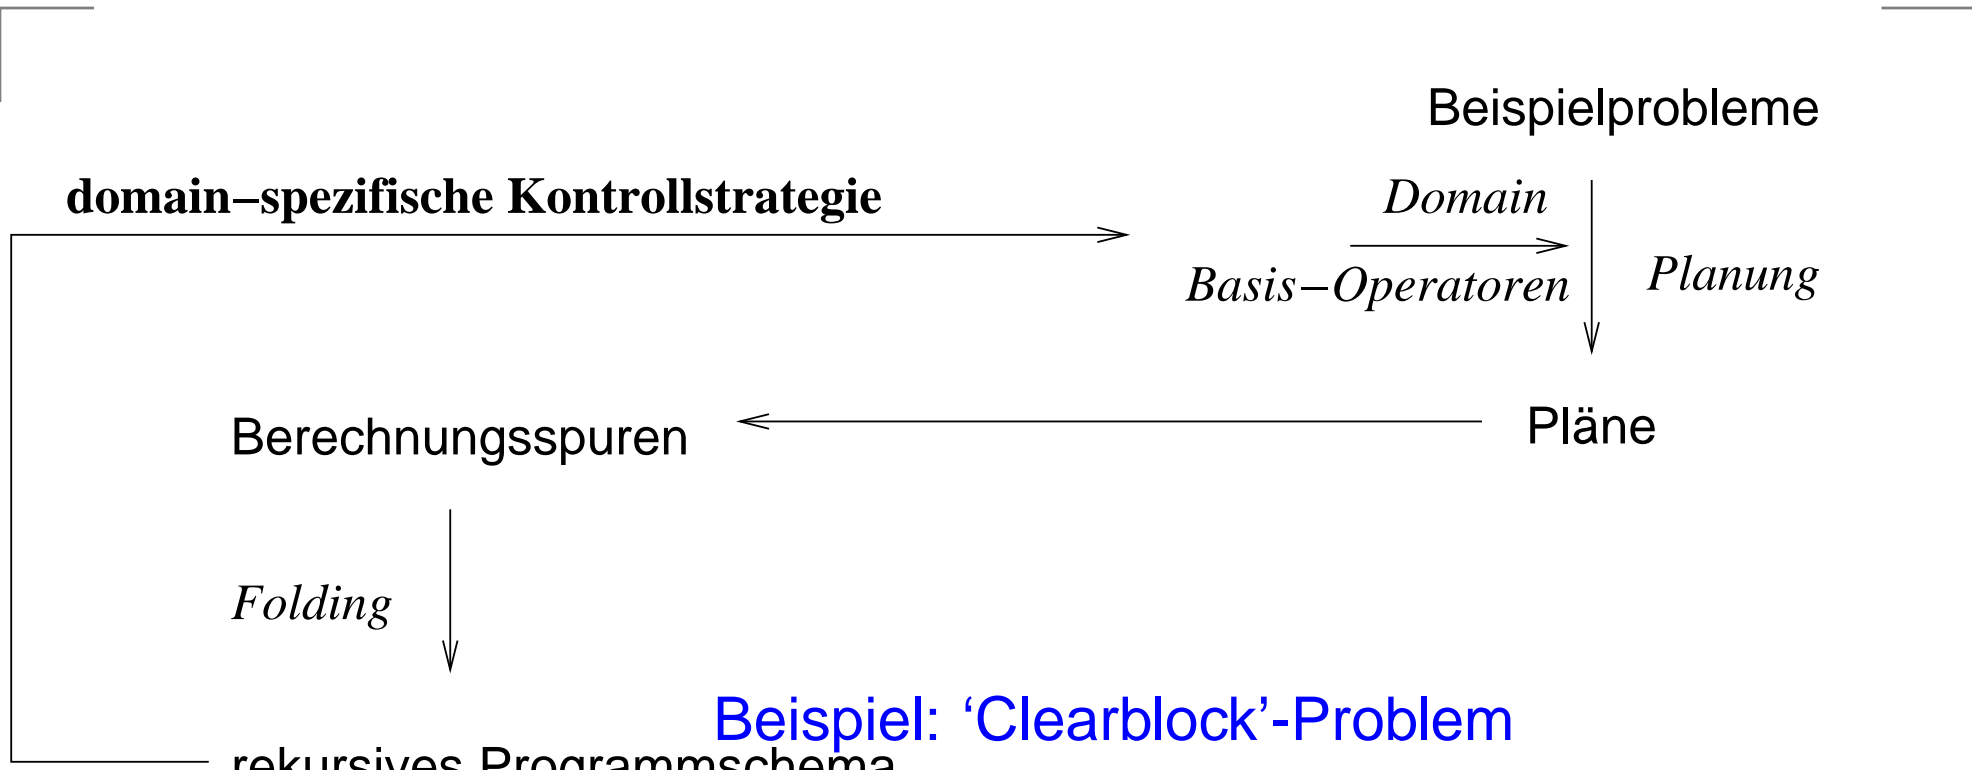 Beispielprobleme
domain−spezifische Kontrollstrategie
Domain
Basis−Operatoren
Planung
Berechnungsspuren
Pläne
Folding
Beispiel: ‘Clearblock’-Problem
rekursives Programmschema